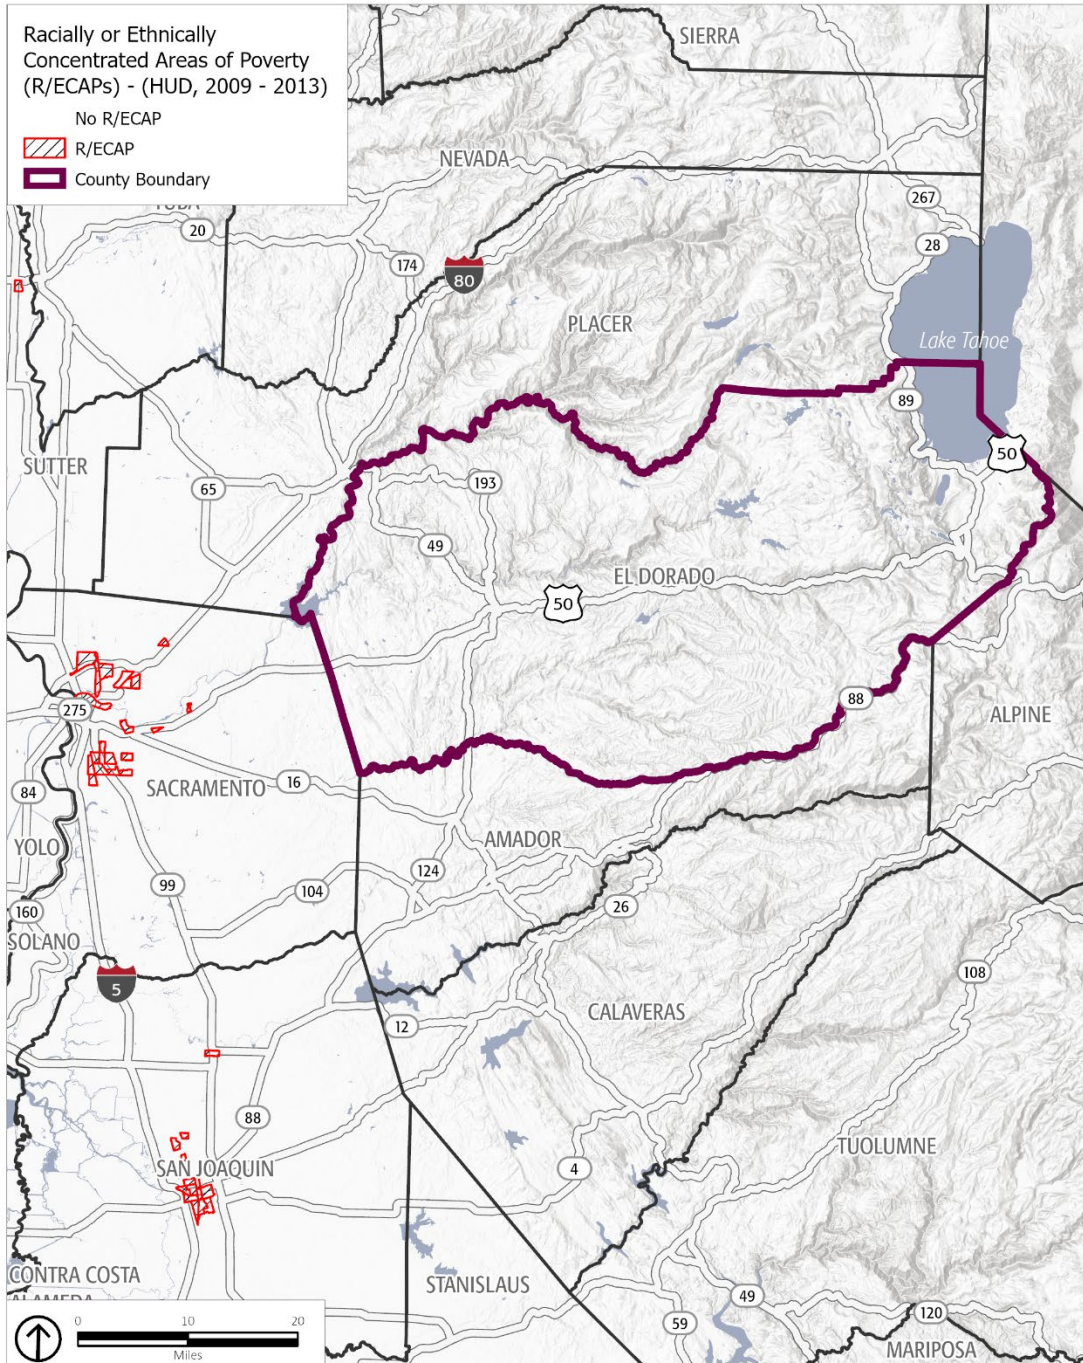 Racially or Ethnically
Concentrated Areas of Poverty
(R/ECAPs) - (HUD, 2009 - 2013)
No R/ECAP
R/ECAP
County Boundary
SIERRA
NEVADA
YUBA
267
20
28
174
80
PLACER
Lake Tahoe
89
50
SUTTER
193
65
49
EL DORADO
50
275
88
ALPINE
SACRAMENTO
16
84
AMADOR
YOLO
124
99
104
26
160
SOLANO
108
5
CALAVERAS
12
88
TUOLUMNE
SAN JOAQUIN
4
CONTRA COSTA
STANISLAUS
ALAMEDA
49
0 10 20
Miles
59
120
MARIPOSA